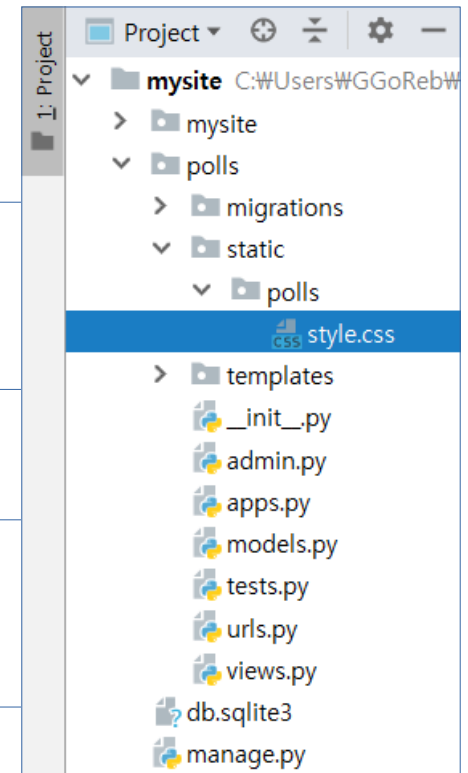 1: Project
Project
mysite C:₩Users₩GGoReb₩
mysite
polls
migrations
static
polls
CSS style.css
templates
__init__.py
admin.py
apps.py
models.py
tests.py
urls.py
views.py
db.sqlite3
manage.py